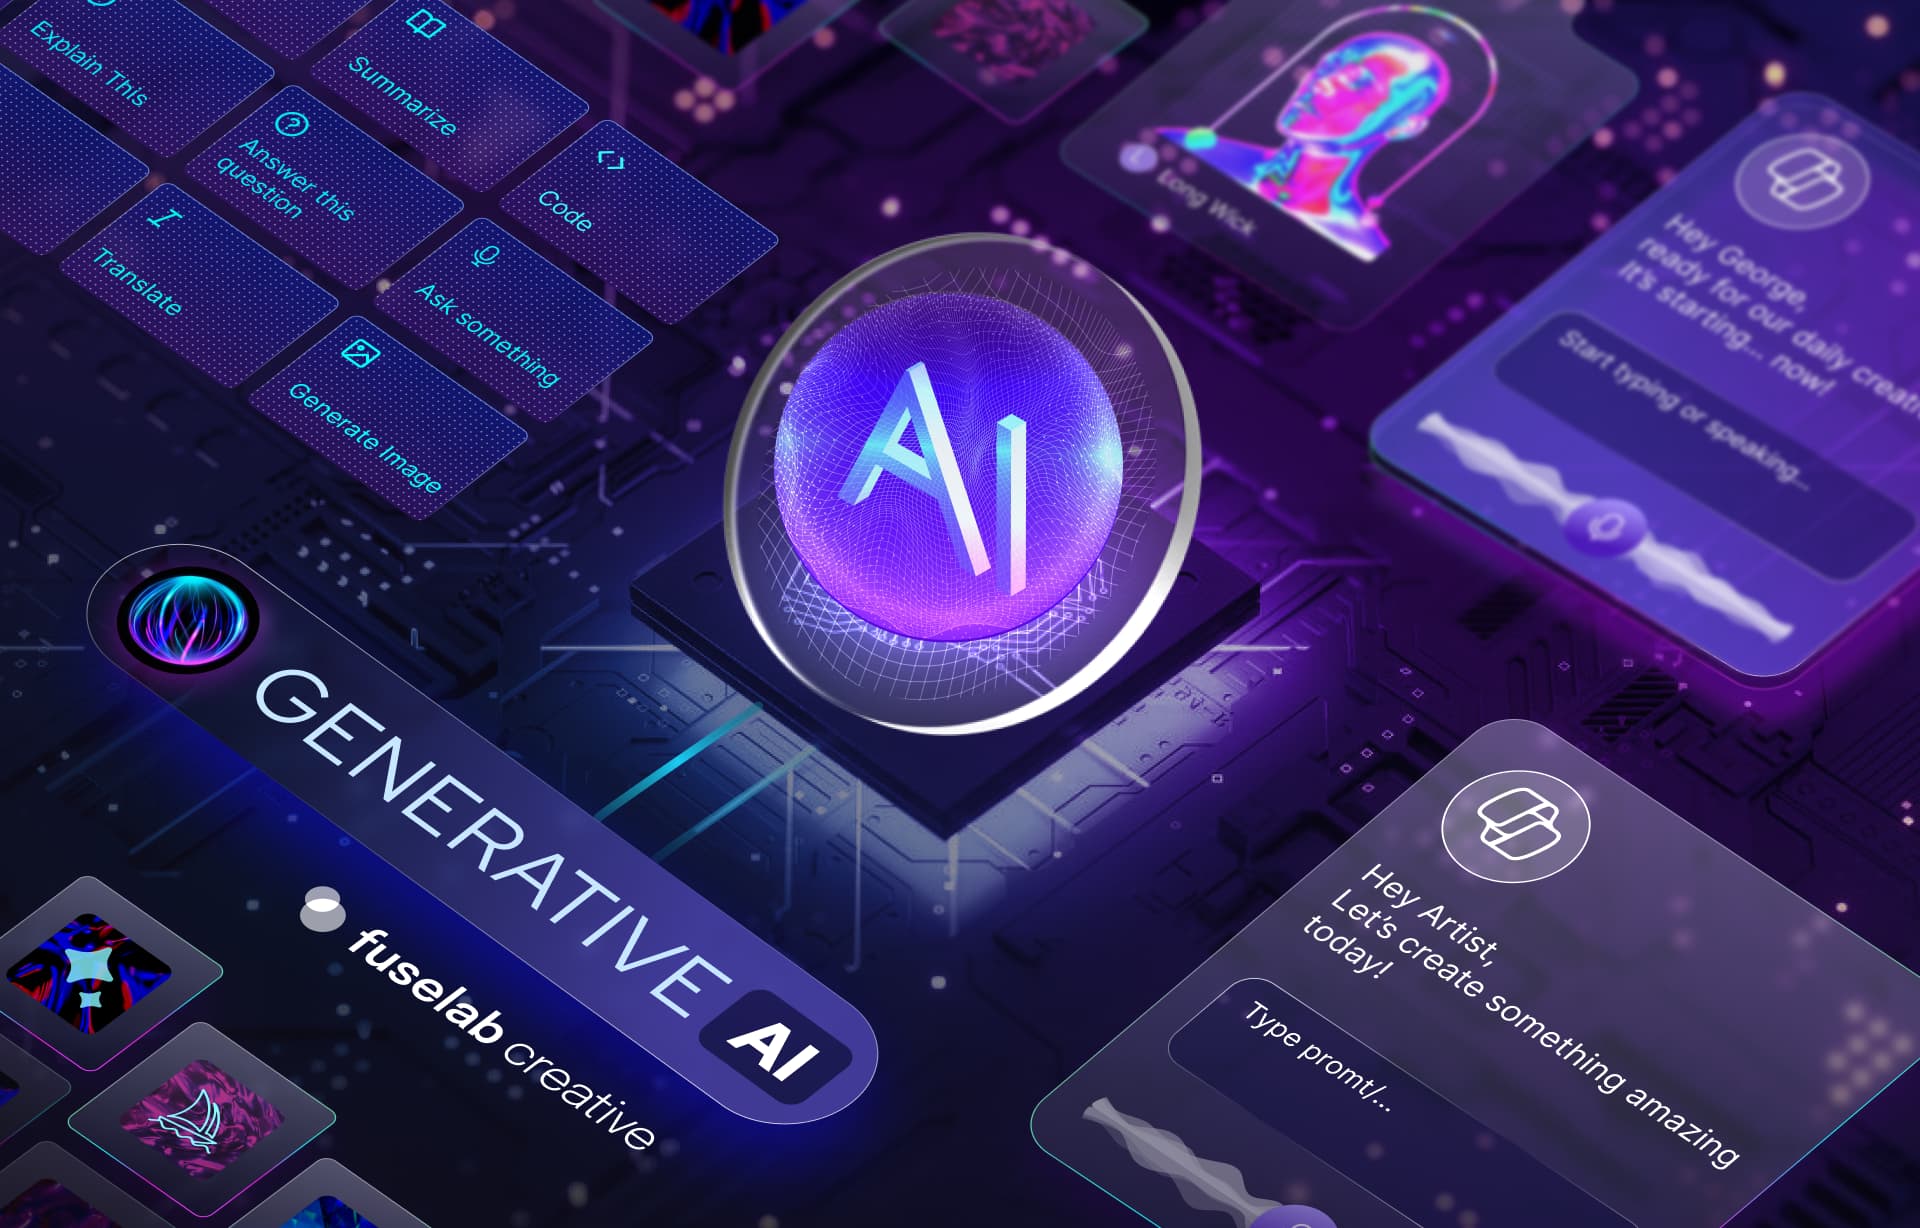 Explain This
Summarize
Answer this
question
Code
Translate
Ask something
Generate Image
AI
Long Wick
Hey George,
ready for our daily creati
it's starting... now!
Start typing or speaking...
GENERATIVE AI
fuselab creative
Hey Artist,
Let's create something amazing
today!
Type promt/...